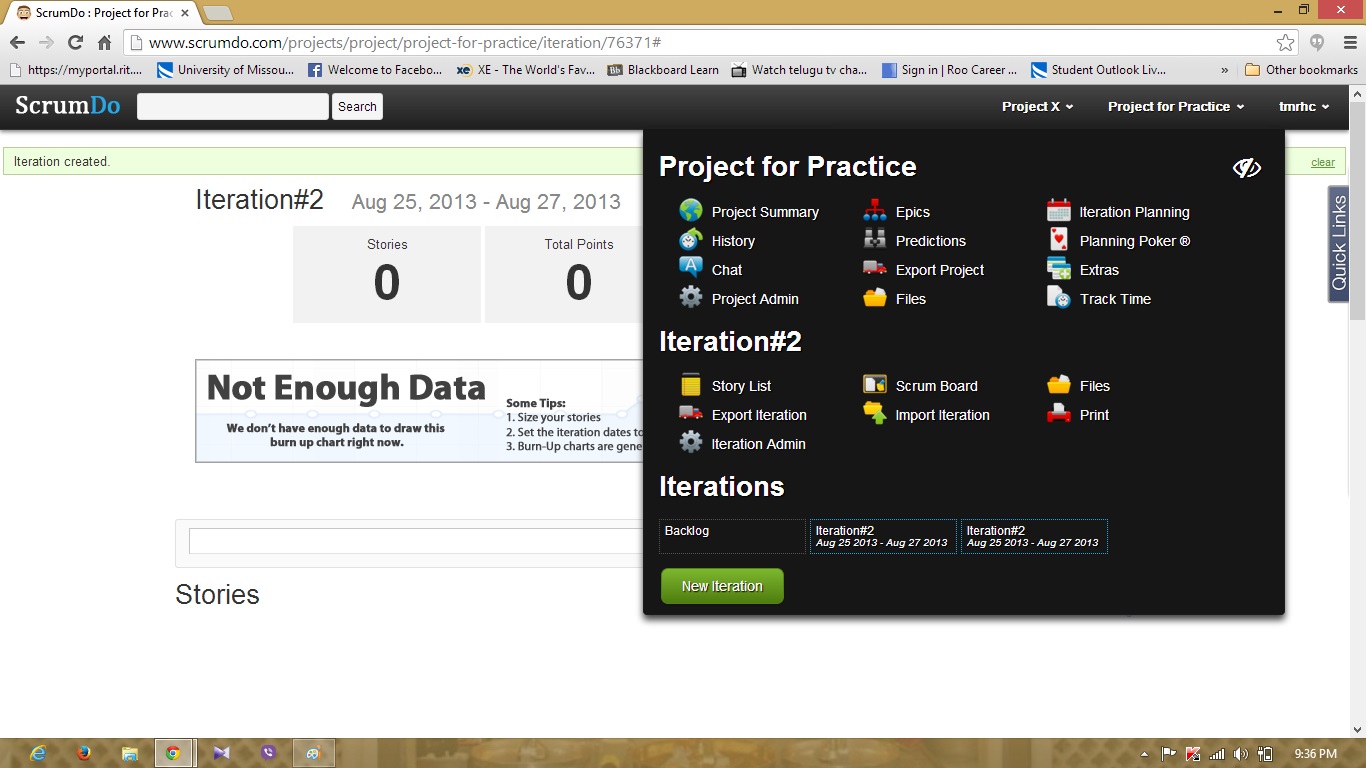 ScrumDo : Project for Prac
www.scrumdo.com/projects/project/project-for-practice/iteration/76371#
https://myportal.rit.... University of Missou... Welcome to Facebo... XE - The World's Fav... Bb Blackboard Learn Watch telugu tv cha... Sign in | Roo Career ... Student Outlook Liv... » Other bookmarks
ScrumDo Search Project X Project for Practice tmrhc
Iteration created. clear
Iteration#2 Aug 25, 2013 - Aug 27, 2013
Stories Total Points
0 0
Not Enough Data
We don't have enough data to draw this
burn up chart right now.
Some Tips:
1. Size your stories
2. Set the iteration dates to
3. Burn-Up charts are gene
Stories
Project for Practice
Project Summary Epics Iteration Planning
History Predictions Planning Poker ®
Chat Export Project Extras
Project Admin Files Track Time
Iteration#2
Story List Scrum Board Files
Export Iteration Import Iteration Print
Iteration Admin
Iterations
Backlog Iteration#2 Iteration#2
Aug 25 2013 - Aug 27 2013 Aug 25 2013 - Aug 27 2013
New Iteration
Quick Links
9:36 PM